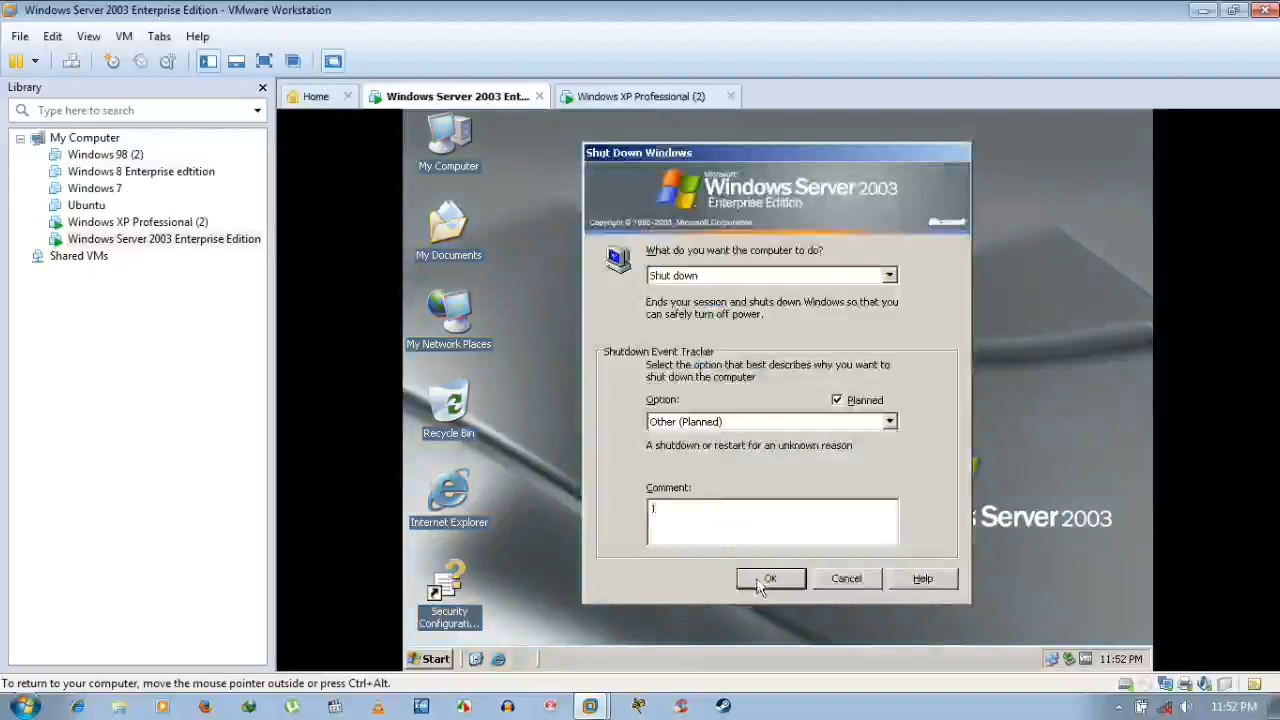 Windows Server 2003 Enterprise Edition - VMware Workstation
File Edit View VM Tabs Help
Library
Type here to search
My Computer
Windows 98 (2)
Windows 8 Enterprise edtition
Windows 7
Ubuntu
Windows XP Professional (2)
Windows Server 2003 Enterprise Edition
Shared VMs
Home
Windows Server 2003 Ent...
Windows XP Professional (2)
My Computer
My Documents
My Network Places
Recycle Bin
Internet Explorer
Security
Configurati...
Shut Down Windows
Microsoft
Windows Server 2003
Enterprise Edition
Copyright © 1985-2003 Microsoft Corporation
What do you want the computer to do?
Shut down
Ends your session and shuts down Windows so that you
can safely turn off power.
Shutdown Event Tracker
Select the option that best describes why you want to
shut down the computer
Option:
Planned
Other (Planned)
A shutdown or restart for an unknown reason
Comment:
OK Cancel Help
s Server 2003
Start
11:52 PM
To return to your computer, move the mouse pointer outside or press Ctrl+Alt.
11:52 PM